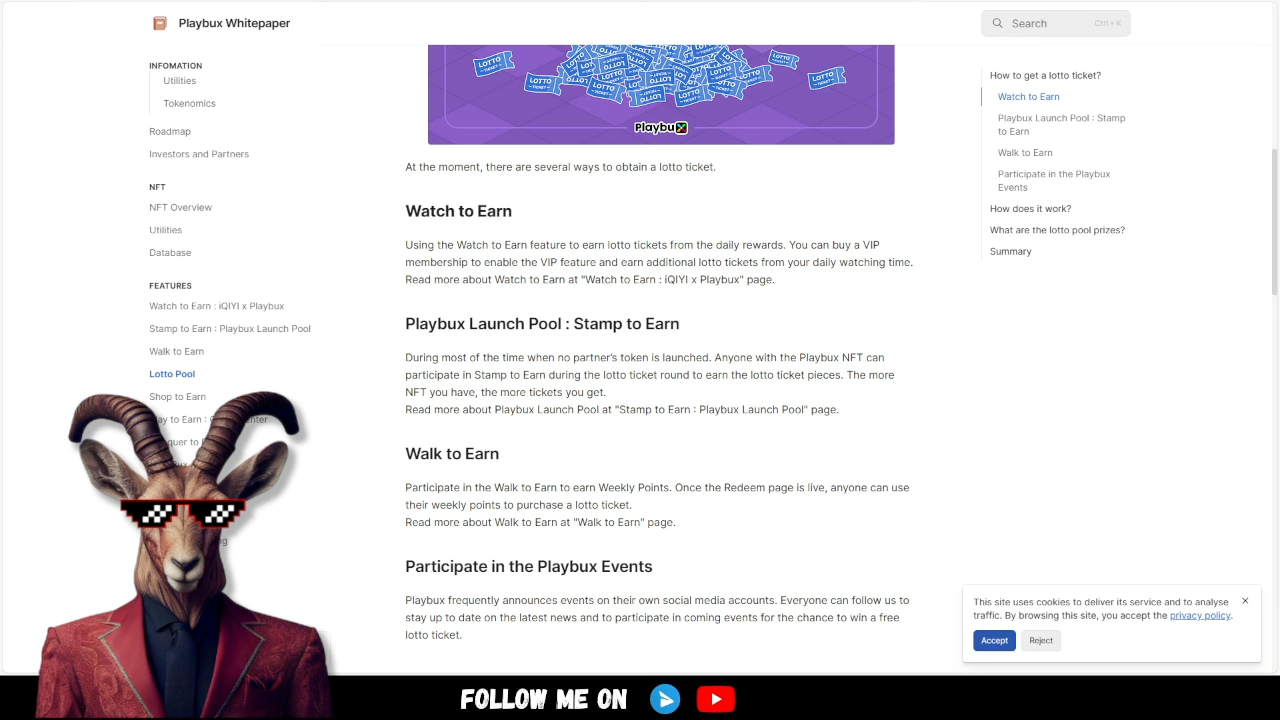 Playbux Whitepaper
Search
Ctrl + K
INFOMATION
Utilities
Tokenomics
Roadmap
Investors and Partners
NFT
NFT Overview
Utilities
Database
FEATURES
Watch to Earn : iQIYI x Playbux
Stamp to Earn : Playbux Launch Pool
Walk to Earn
Lotto Pool
Shop to Earn
LOTTO
TICKET
Playbux
At the moment, there are several ways to obtain a lotto ticket.
Watch to Earn
Using the Watch to Earn feature to earn lotto tickets from the daily rewards. You can buy a VIP
membership to enable the VIP feature and earn additional lotto tickets from your daily watching time.
Read more about Watch to Earn at "Watch to Earn : iQIYI x Playbux" page.
Playbux Launch Pool : Stamp to Earn
During most of the time when no partner's token is launched. Anyone with the Playbux NFT can
participate in Stamp to Earn during the lotto ticket round to earn the lotto ticket pieces. The more
NFT you have, the more tickets you get.
Read more about Playbux Launch Pool at "Stamp to Earn : Playbux Launch Pool" page.
Walk to Earn
Participate in the Walk to Earn to earn Weekly Points. Once the Redeem page is live, anyone can use
their weekly points to purchase a lotto ticket.
Read more about Walk to Earn at "Walk to Earn" page.
Participate in the Playbux Events
Playbux frequently announces events on their own social media accounts. Everyone can follow us to
stay up to date on the latest news and to participate in coming events for the chance to win a free
lotto ticket.
How to get a lotto ticket?
Watch to Earn
Playbux Launch Pool : Stamp
to Earn
Walk to Earn
Participate in the Playbux
Events
How does it work?
What are the lotto pool prizes?
Summary
This site uses cookies to deliver its service and to analyse
traffic. By browsing this site, you accept the privacy policy.
Accept
Reject
FOLLOW ME ON